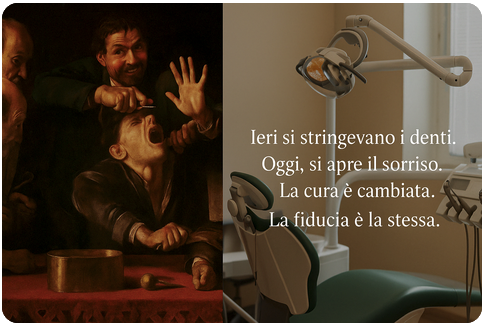 Ieri si stringevano i denti.
Oggi, si apre il sorriso.
La cura è cambiata.
La fiducia è la stessa.